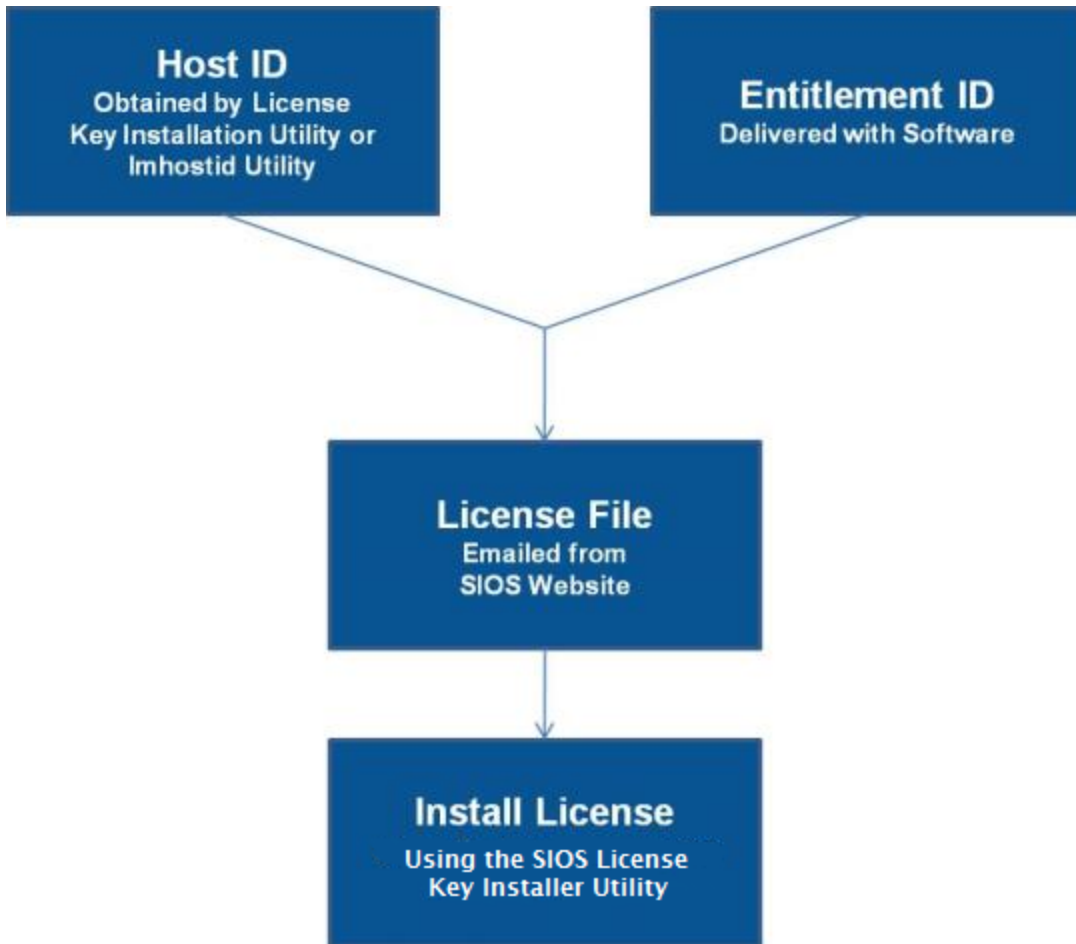 Host ID
Obtained by License
Key Installation Utility or
lmhostid Utility
Entitlement ID
Delivered with Software
License File
Emailed from
SIOS Website
Install License
Using the SIOS License
Key Installer Utility